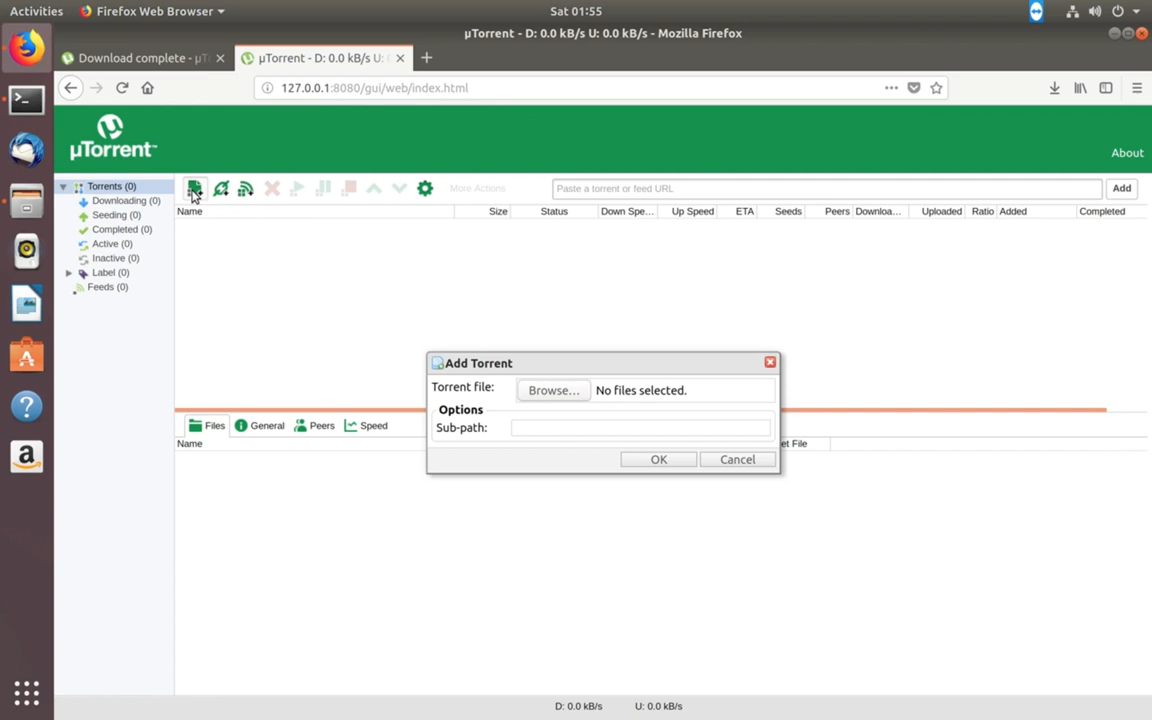 Activities Firefox Web Browser Sat 01:55
µTorrent - D: 0.0 kB/s U: 0.0 kB/s - Mozilla Firefox
Download complete - µT µTorrent - D: 0.0 kB/s U:
127.0.0.1:8080/gui/web/index.html
µTorrent
About
Torrents (0)
More Actions
Paste a torrent or feed URL
Add
Downloading (0)
Seeding (0)
Completed (0)
Active (0)
Inactive (0)
Label (0)
Feeds (0)
Name Size Status Down Spe... Up Speed ETA Seeds Peers Downloa... Uploaded Ratio Added Completed
Add Torrent
Torrent file: Browse... No files selected.
Options
Sub-path:
OK Cancel
Files General Peers Speed
Name et File
D: 0.0 kB/s U: 0.0 kB/s